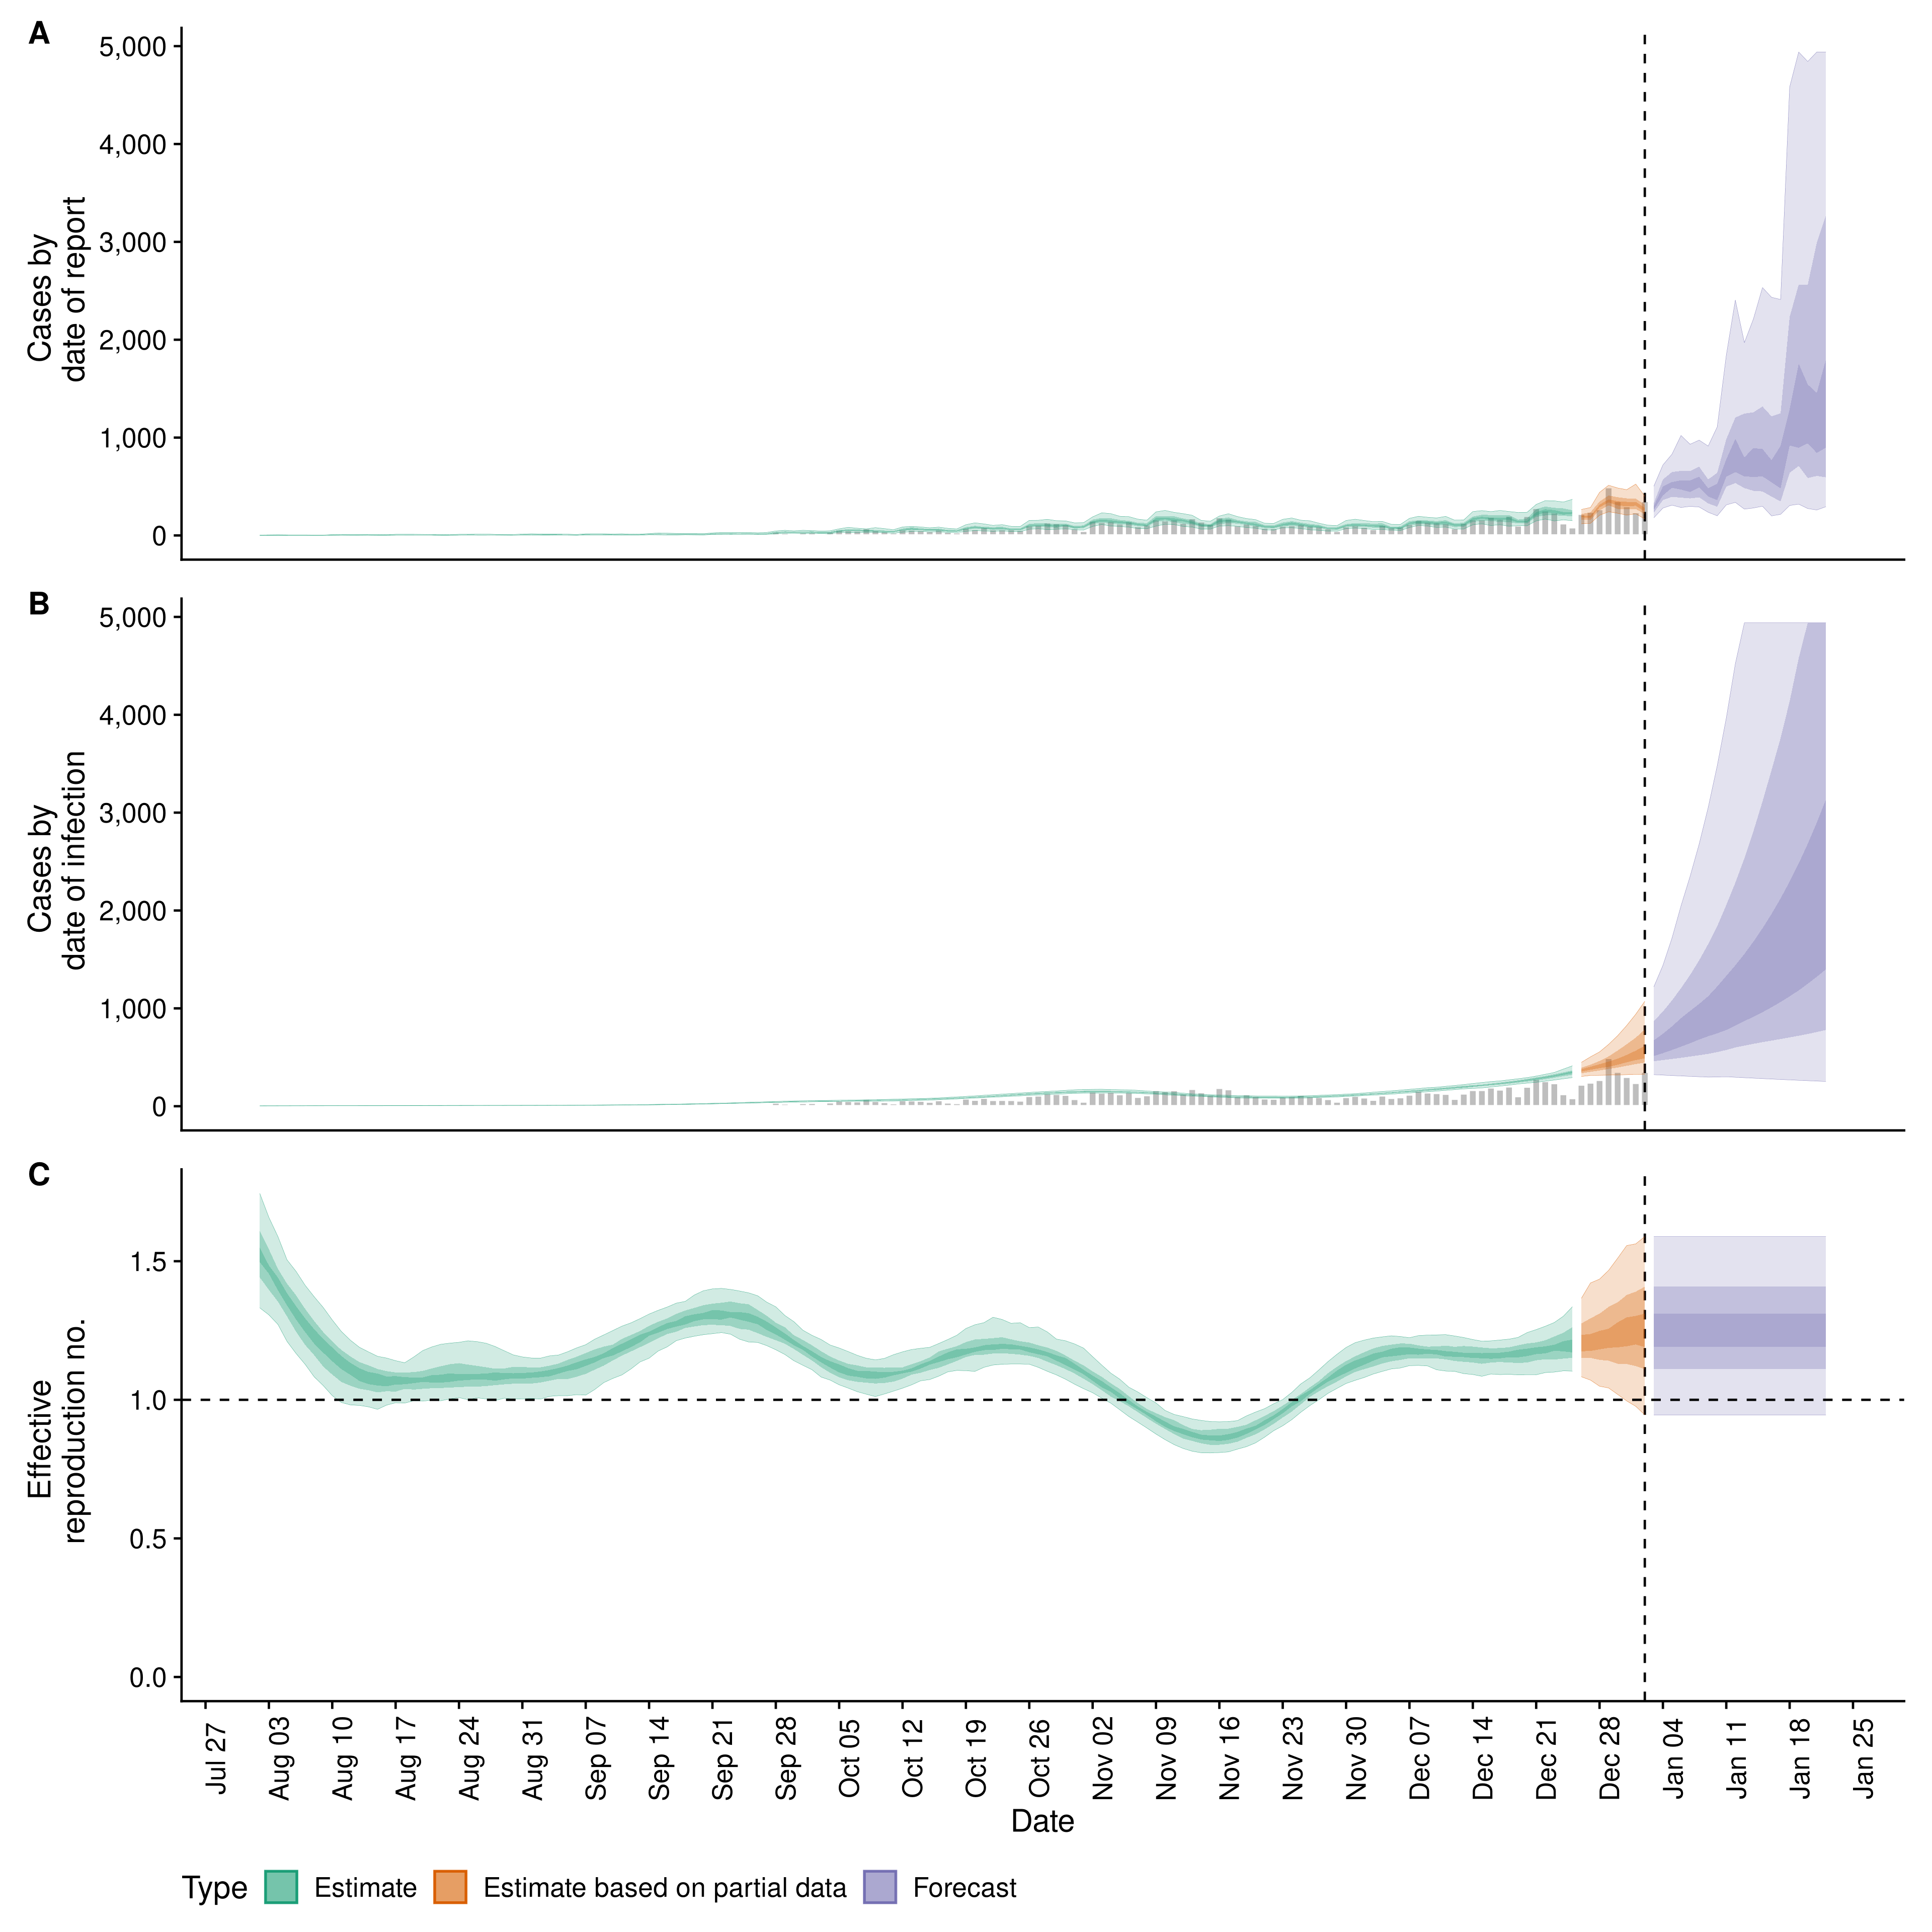 A
Cases by
date of report
5,000
4,000
3,000
2,000
1,000
0
B
Cases by
date of infection
5,000
4,000
3,000
2,000
1,000
0
C
Effective
reproduction no.
1.5
1.0
0.5
0.0
Jul 27
Aug 03
Aug 10
Aug 17
Aug 24
Aug 31
Sep 07
Sep 14
Sep 21
Sep 28
Oct 05
Oct 12
Oct 19
Oct 26
Nov 02
Nov 09
Nov 16
Nov 23
Nov 30
Dec 07
Dec 14
Dec 21
Dec 28
Jan 04
Jan 11
Jan 18
Jan 25
Date
Type Estimate Estimate based on partial data Forecast